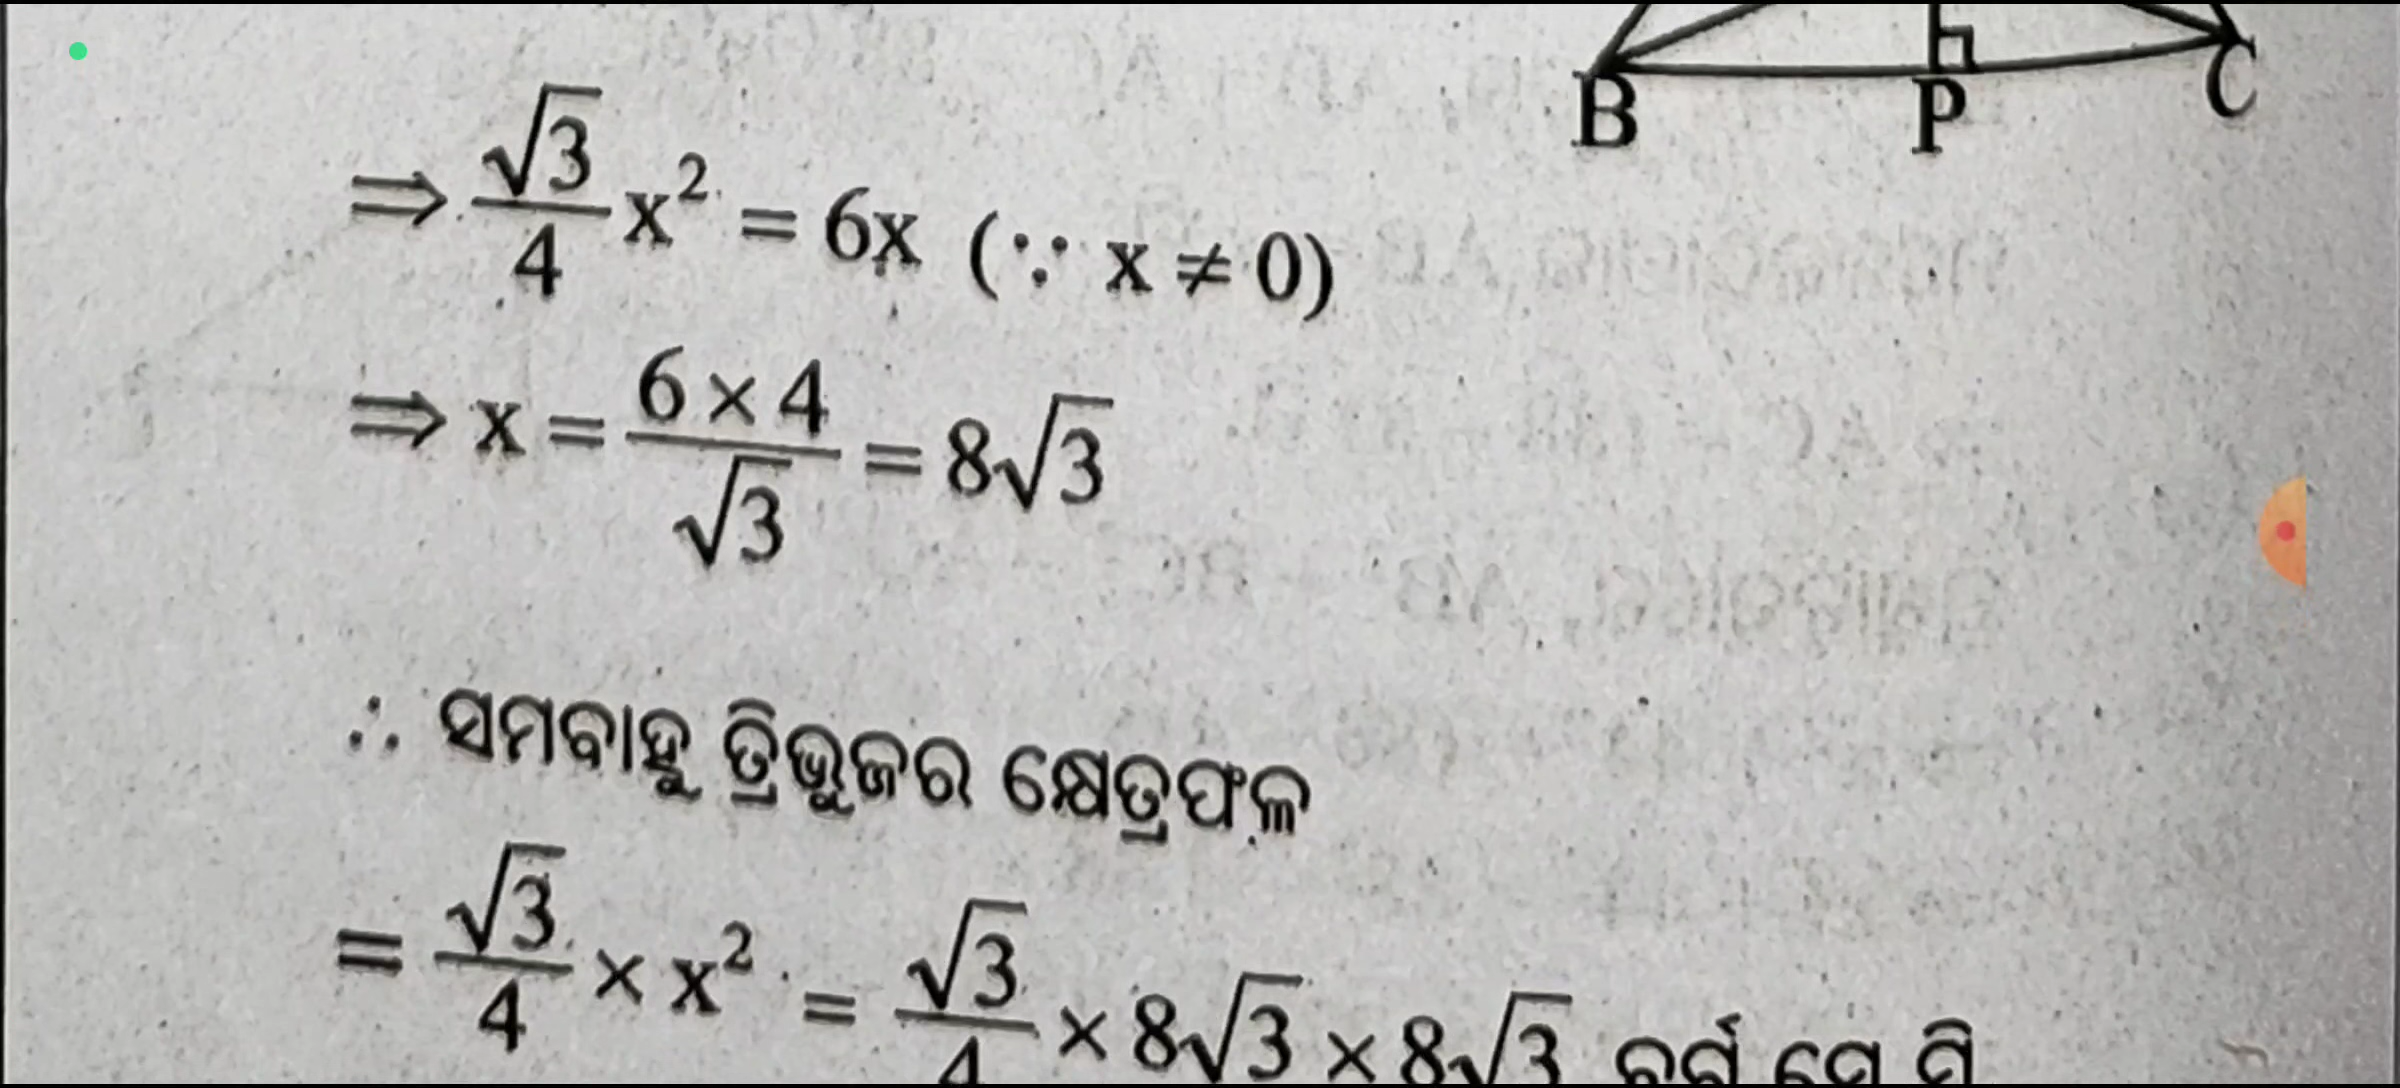 B P C
⇒ √3/4 x² = 6x (∵ x ≠ 0)
⇒ x = 6 × 4/√3 = 8√3
∴ ସମବାହୁ ତ୍ରିଭୁଜର କ୍ଷେତ୍ରଫଳ
= √3/4 × x² = √3/4 × 8√3 × 8√3 ବର୍ଗ ସେ ମି